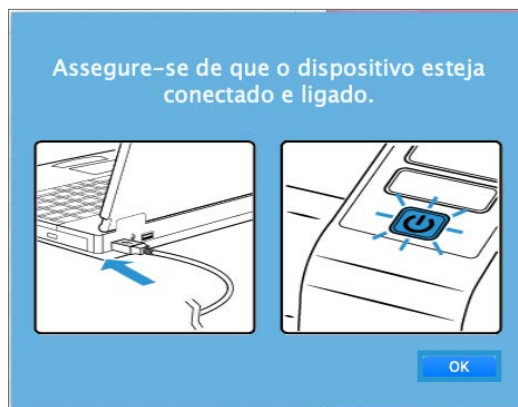 Assegure-se de que o dispositivo esteja
conectado e ligado.
OK